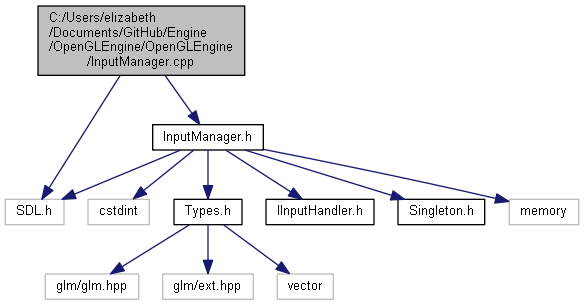 C:/Users/elizabeth
/Documents/GitHub/Engine
/OpenGLEngine/OpenGLEngine
/InputManager.cpp
InputManager.h
SDL.h
cstdint
Types.h
IInputHandler.h
Singleton.h
memory
glm/glm.hpp
glm/ext.hpp
vector